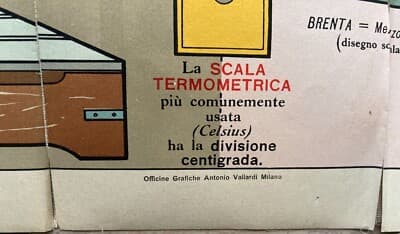 BRENTA = Mezzo
(disegno scala
La SCALA
TERMOMETRICA
più comunemente
usata
(Celsius)
ha la divisione
centigrada.
Officine Grafiche Antonio Vallardi Milano